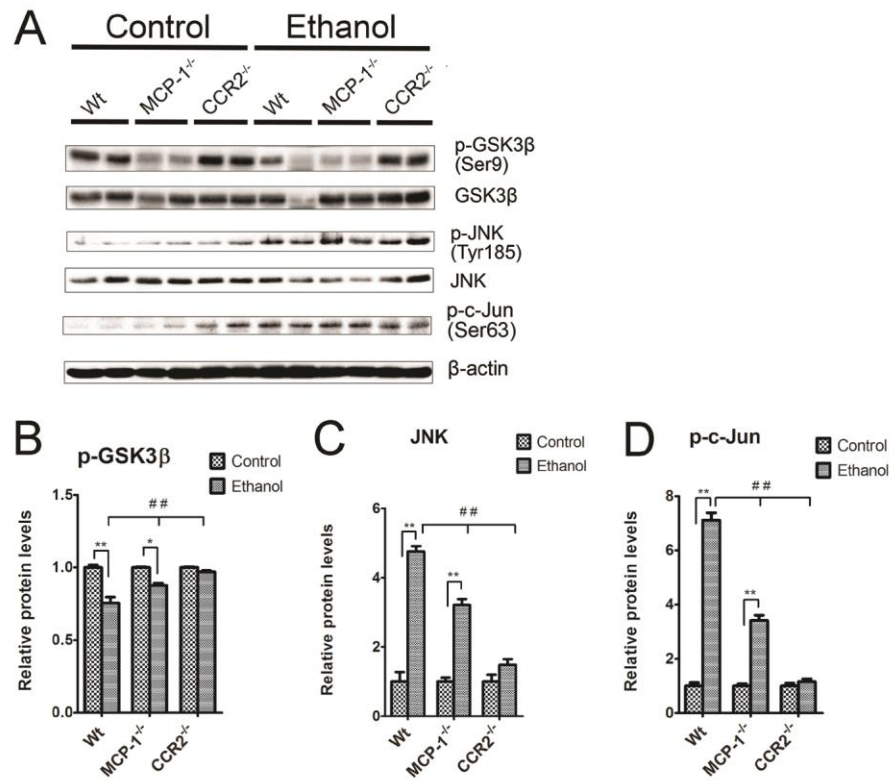 A
Control Ethanol
Wt MCP-1-/- CCR2-/- Wt MCP-1-/- CCR2-/-
p-GSK3β
(Ser9)
GSK3β
p-JNK
(Tyr185)
JNK
p-c-Jun
(Ser63)
β-actin
B
p-GSK3β
Control
Ethanol
Relative protein levels
1.5
1.0
0.5
0.0
##
**
*
Wt MCP-1-/- CCR2-/-
C
JNK
Control
Ethanol
Relative protein levels
6
4
2
0
##
**
**
Wt MCP-1-/- CCR2-/-
D
p-c-Jun
Control
Ethanol
Relative protein levels
8
6
4
2
0
##
**
**
Wt MCP-1-/- CCR2-/-